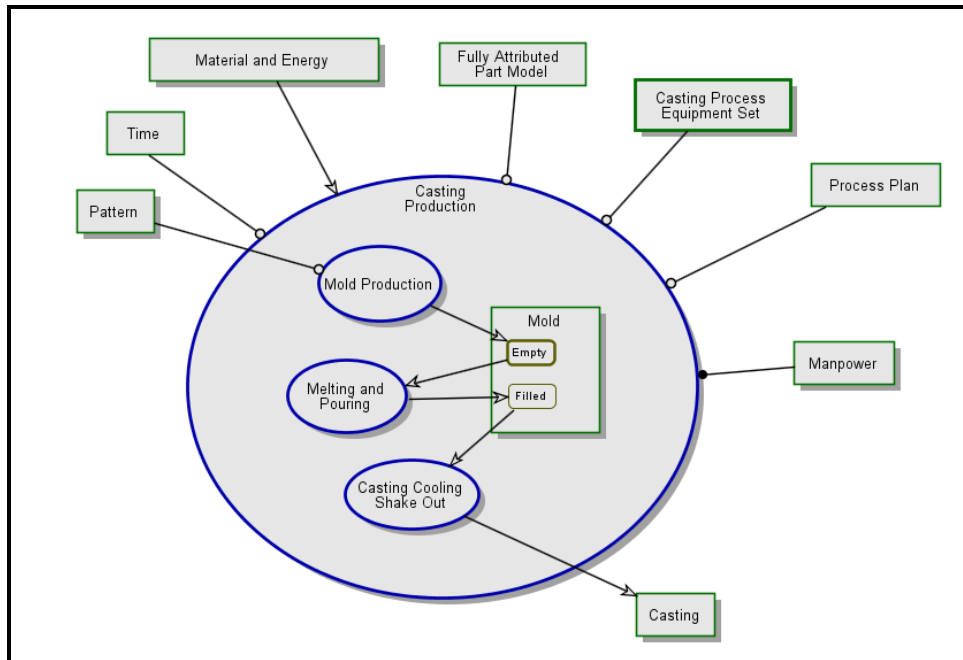 Material and Energy
Fully Attributed
Part Model
Casting Process
Equipment Set
Time
Process Plan
Pattern
Casting
Production
Mold Production
Mold
Empty
Manpower
Melting and
Pouring
Filled
Casting Cooling
Shake Out
Casting